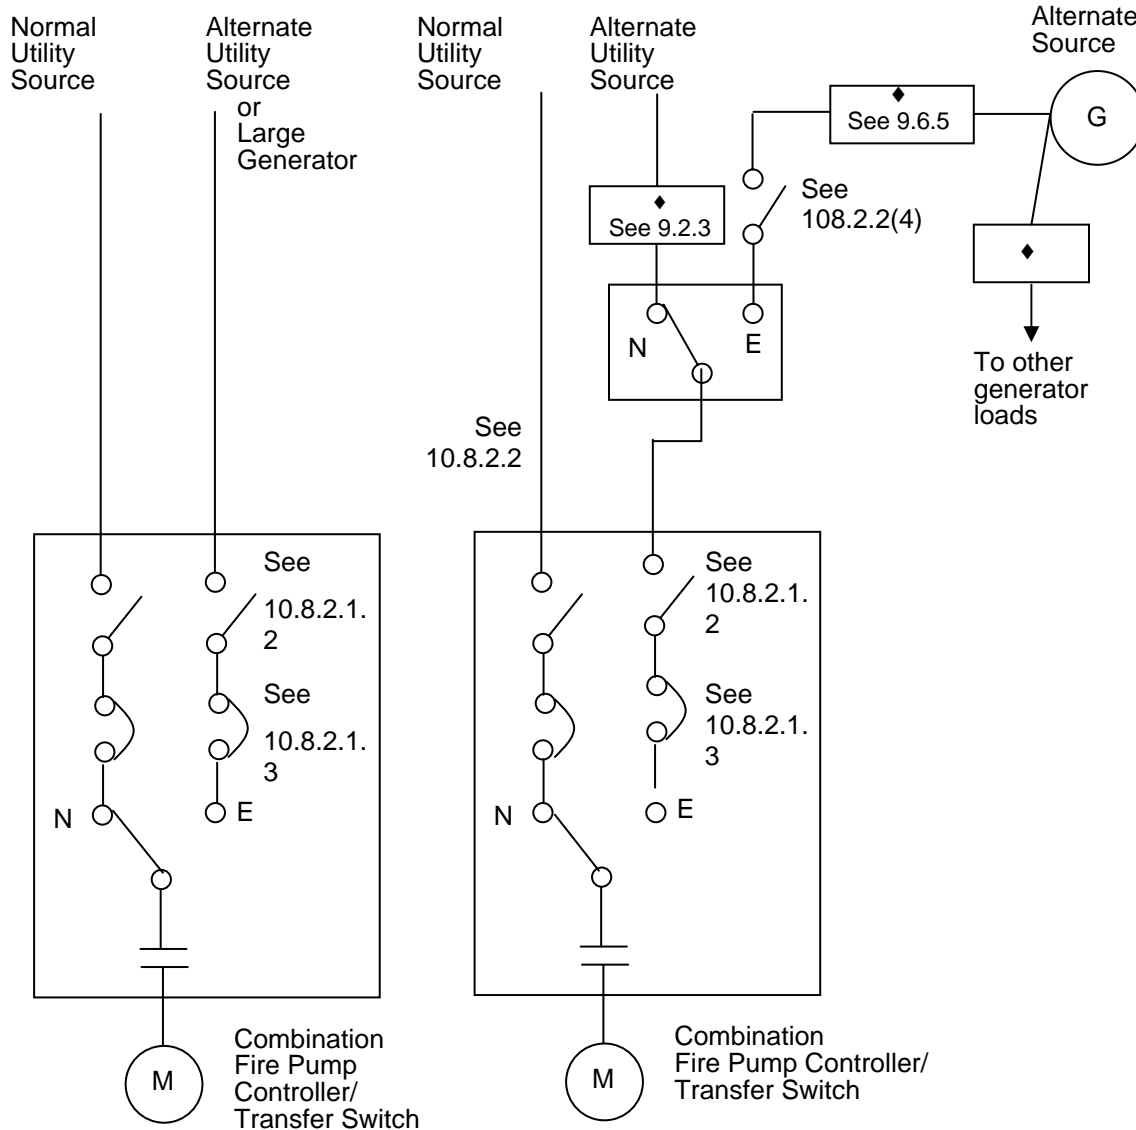 Normal
Utility
Source
Alternate
Utility
Source
or
Large
Generator
Normal
Utility
Source
Alternate
Utility
Source
Alternate
Source
♦
See 9.6.5
G
See
108.2.2(4)
♦
See 9.2.3
♦
N
E
To other
generator
loads
See
10.8.2.2
See
10.8.2.1.
2
See
10.8.2.1.
3
N
E
See
10.8.2.1.
2
See
10.8.2.1.
3
N
E
M
Combination
Fire Pump
Controller/
Transfer Switch
M
Combination
Fire Pump Controller/
Transfer Switch